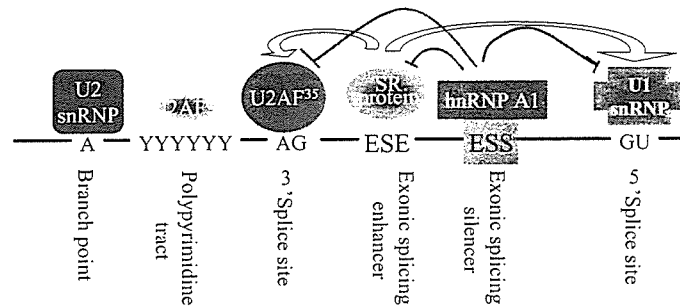 U2
snRNP
2AF
U2AF35
SR
protein
hnRNP A1
U1
snRNP
A
YYYYYY
AG
ESE
ESS
GU
Branch point
Polypyrimidine
tract
3 'Splice site
Exonic splicing
enhancer
Exonic splicing
silencer
5 'Splice site